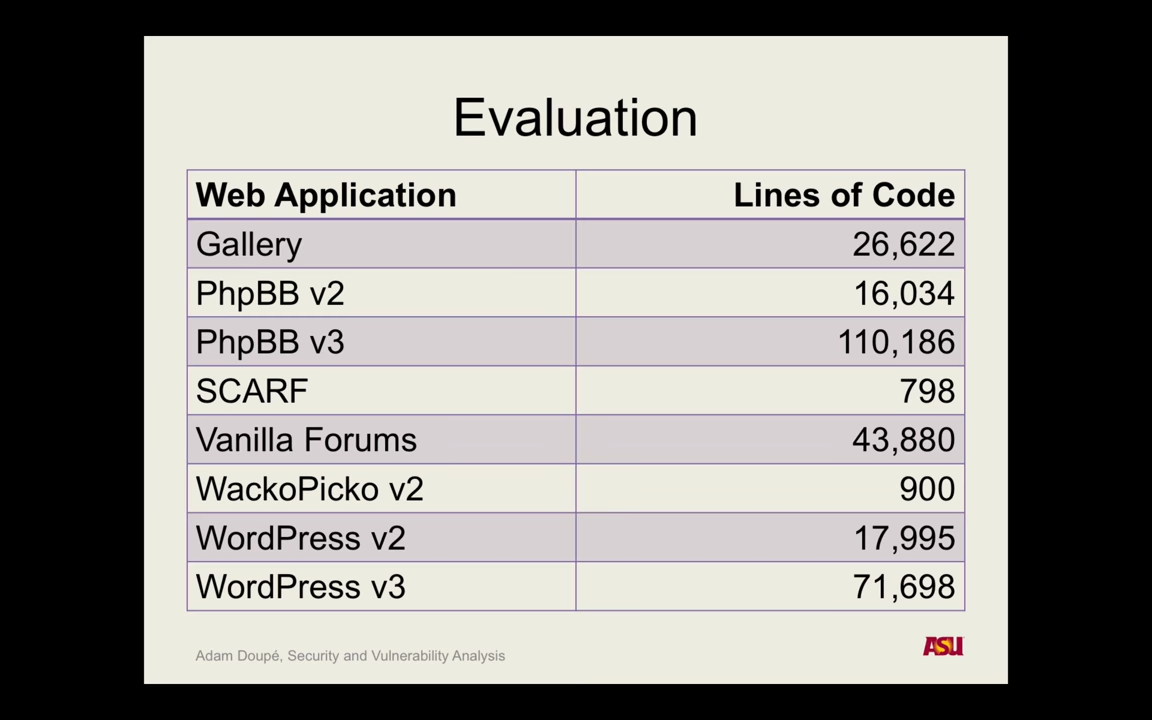 Evaluation
Web Application Lines of Code
Gallery 26,622
PhpBB v2 16,034
PhpBB v3 110,186
SCARF 798
Vanilla Forums 43,880
WackoPicko v2 900
WordPress v2 17,995
WordPress v3 71,698
Adam Doupé, Security and Vulnerability Analysis
ASU